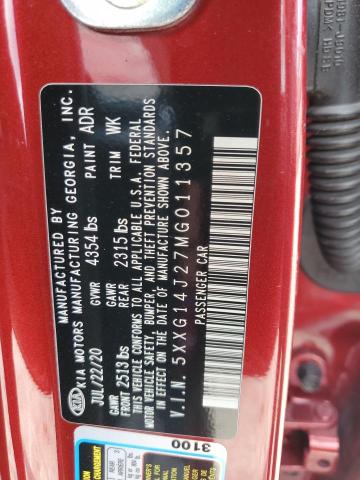 KIA
MANUFACTURED BY
KIA MOTORS MANUFACTURING GEORGIA, INC.
JUL/22/20 GVWR 4354 lbs PAINT ADR
GAWR FRONT 2513 lbs GAWR REAR 2315 lbs TRIM WK
THIS VEHICLE CONFORMS TO ALL APPLICABLE U.S.A. FEDERAL
MOTOR VEHICLE SAFETY, BUMPER, AND THEFT PREVENTION STANDARDS
IN EFFECT ON THE DATE OF MANUFACTURE SHOWN ABOVE.
V.I.N. 5XXG14J27MG011357
PASSENGER CAR
3100